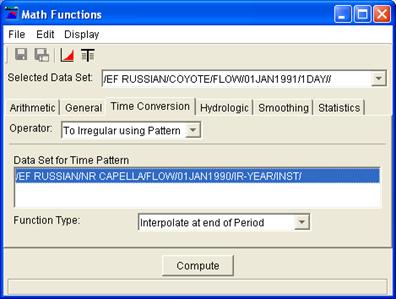 Math Functions
File Edit Display
Selected Data Set: /EF RUSSIAN/COYOTE/FLOW/01JAN1991/1DAY//
Arithmetic General Time Conversion Hydrologic Smoothing Statistics
Operator: To Irregular using Pattern
Data Set for Time Pattern
/EF RUSSIAN/NR CAPELLA/FLOW/01JAN1990/IR-YEAR/INST/
Function Type: Interpolate at end of Period
Compute